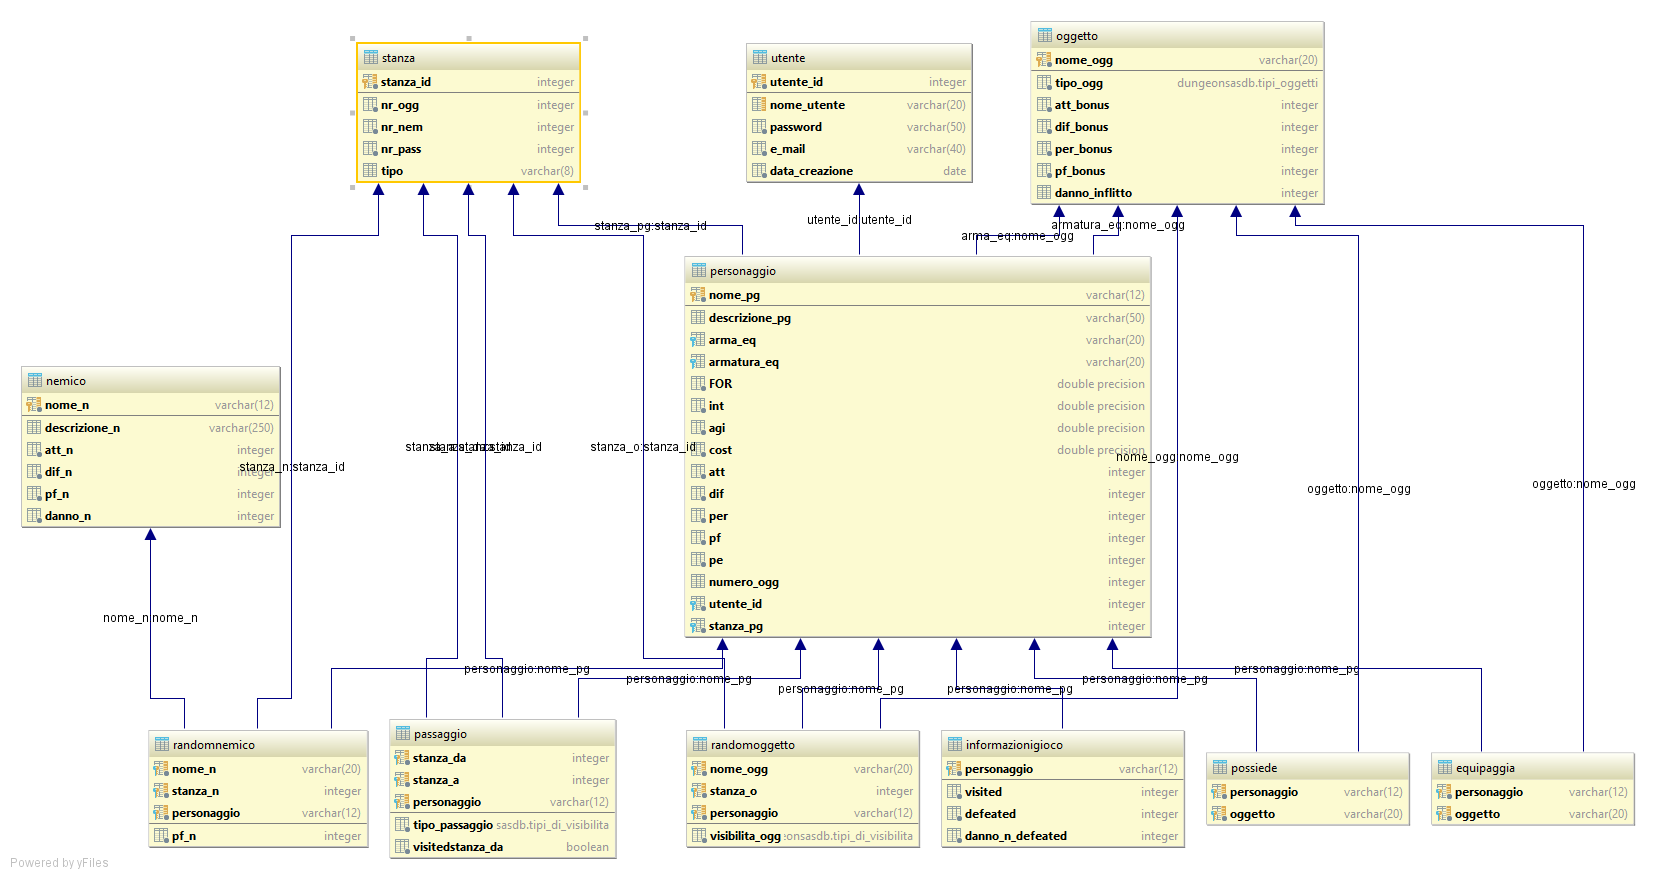 stanza
stanza_id integer
nr_ogg integer
nr_nem integer
nr_pass integer
tipo varchar(8)
utente
utente_id integer
nome_utente varchar(20)
password varchar(50)
e_mail varchar(40)
data_creazione date
oggetto
nome_ogg varchar(20)
tipo_ogg dungeonsasdb.tipi_oggetti
att_bonus integer
dif_bonus integer
per_bonus integer
pf_bonus integer
danno_inflitto integer
stanza_pg:stanza_id
utente_id:utente_id
arma_eq:nome_ogg
armatura_eq:nome_ogg
personaggio
nome_pg varchar(12)
descrizione_pg varchar(50)
arma_eq varchar(20)
armatura_eq varchar(20)
FOR double precision
int double precision
agi double precision
cost double precision
att integer
dif integer
per integer
pf integer
pe integer
numero_ogg integer
utente_id integer
stanza_pg integer
nemico
nome_n varchar(12)
descrizione_n varchar(250)
att_n integer
dif_n integer
pf_n integer
danno_n integer
stanza_n:stanza_id
stanza_o:stanza_id
nome_ogg:nome_ogg
oggetto:nome_ogg
oggetto:nome_ogg
nome_n:nome_n
personaggio:nome_pg
personaggio:nome_pg
personaggio:nome_pg
personaggio:nome_pg
personaggio:nome_pg
personaggio:nome_pg
randomnemico
nome_n varchar(20)
stanza_n integer
personaggio varchar(12)
pf_n integer
passaggio
stanza_da integer
stanza_a integer
personaggio varchar(12)
tipo_passaggio sasdb.tipi_di_visibilita
visitedstanza_da boolean
randomoggetto
nome_ogg varchar(20)
stanza_o integer
personaggio varchar(12)
visibilita_ogg eonsasdb.tipi_di_visibilita
informazionigioco
personaggio varchar(12)
visited integer
defeated integer
danno_n_defeated integer
possiede
personaggio varchar(12)
oggetto varchar(20)
equipaggia
personaggio varchar(12)
oggetto varchar(20)
Powered by yFiles